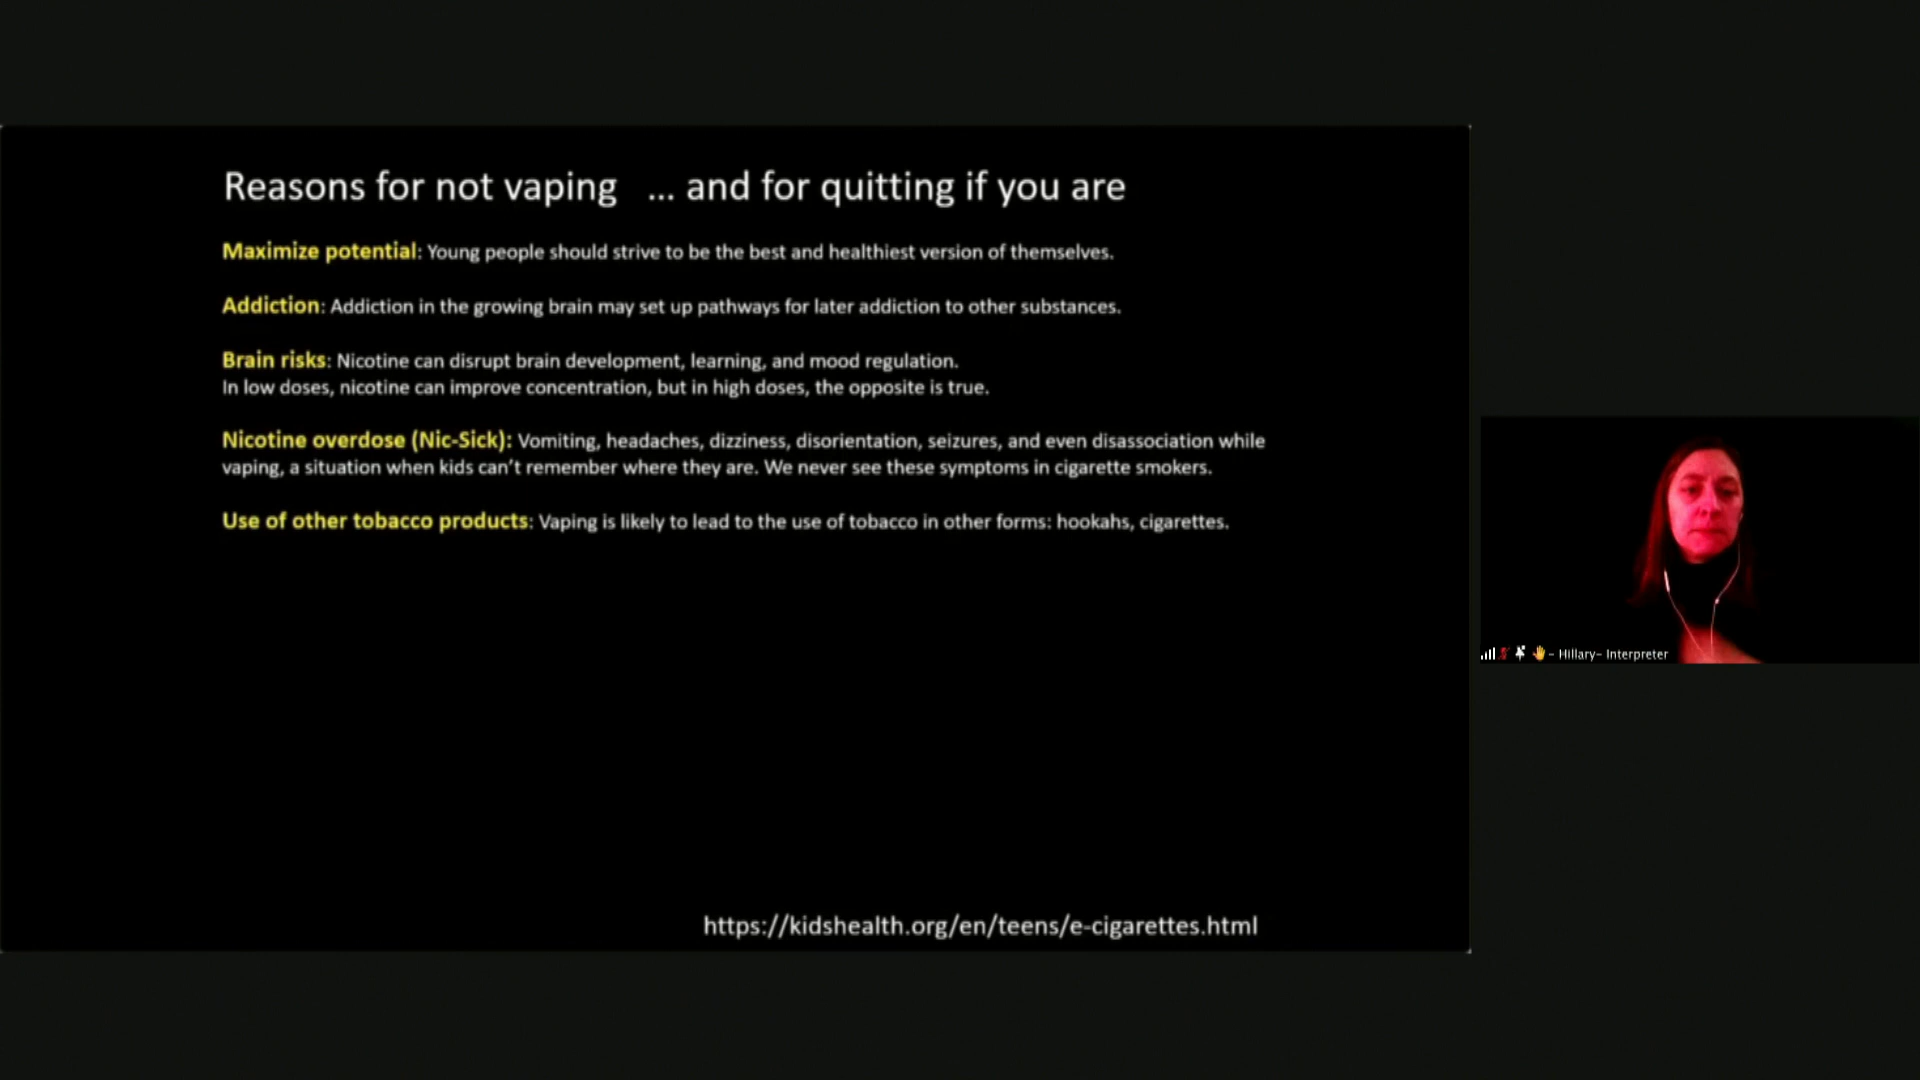 Reasons for not vaping ... and for quitting if you are
Maximize potential: Young people should strive to be the best and healthiest version of themselves.
Addiction: Addiction in the growing brain may set up pathways for later addiction to other substances.
Brain risks: Nicotine can disrupt brain development, learning, and mood regulation.
In low doses, nicotine can improve concentration, but in high doses, the opposite is true.
Nicotine overdose (Nic-Sick): Vomiting, headaches, dizziness, disorientation, seizures, and even disassociation while
vaping, a situation when kids can’t remember where they are. We never see these symptoms in cigarette smokers.
Use of other tobacco products: Vaping is likely to lead to the use of tobacco in other forms: hookahs, cigarettes.
- Hillary- Interpreter
https://kidshealth.org/en/teens/e-cigarettes.html